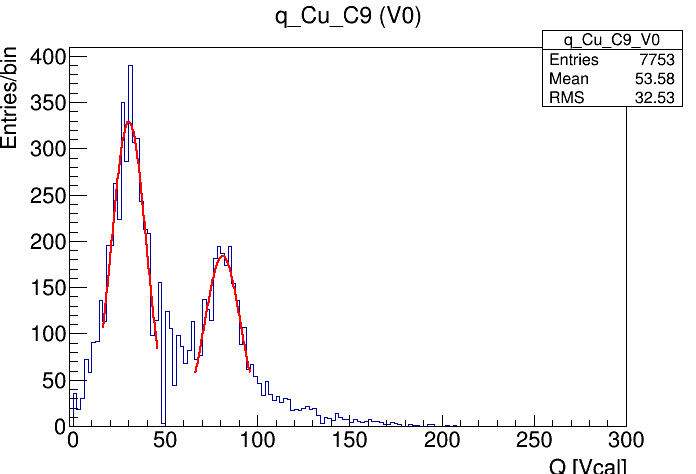 q_Cu_C9 (V0)
q_Cu_C9_V0
Entries 7753
Mean 53.58
RMS 32.53
Entries/bin
400
350
300
250
200
150
100
50
0
0 50 100 150 200 250 300
Q [Vcal]